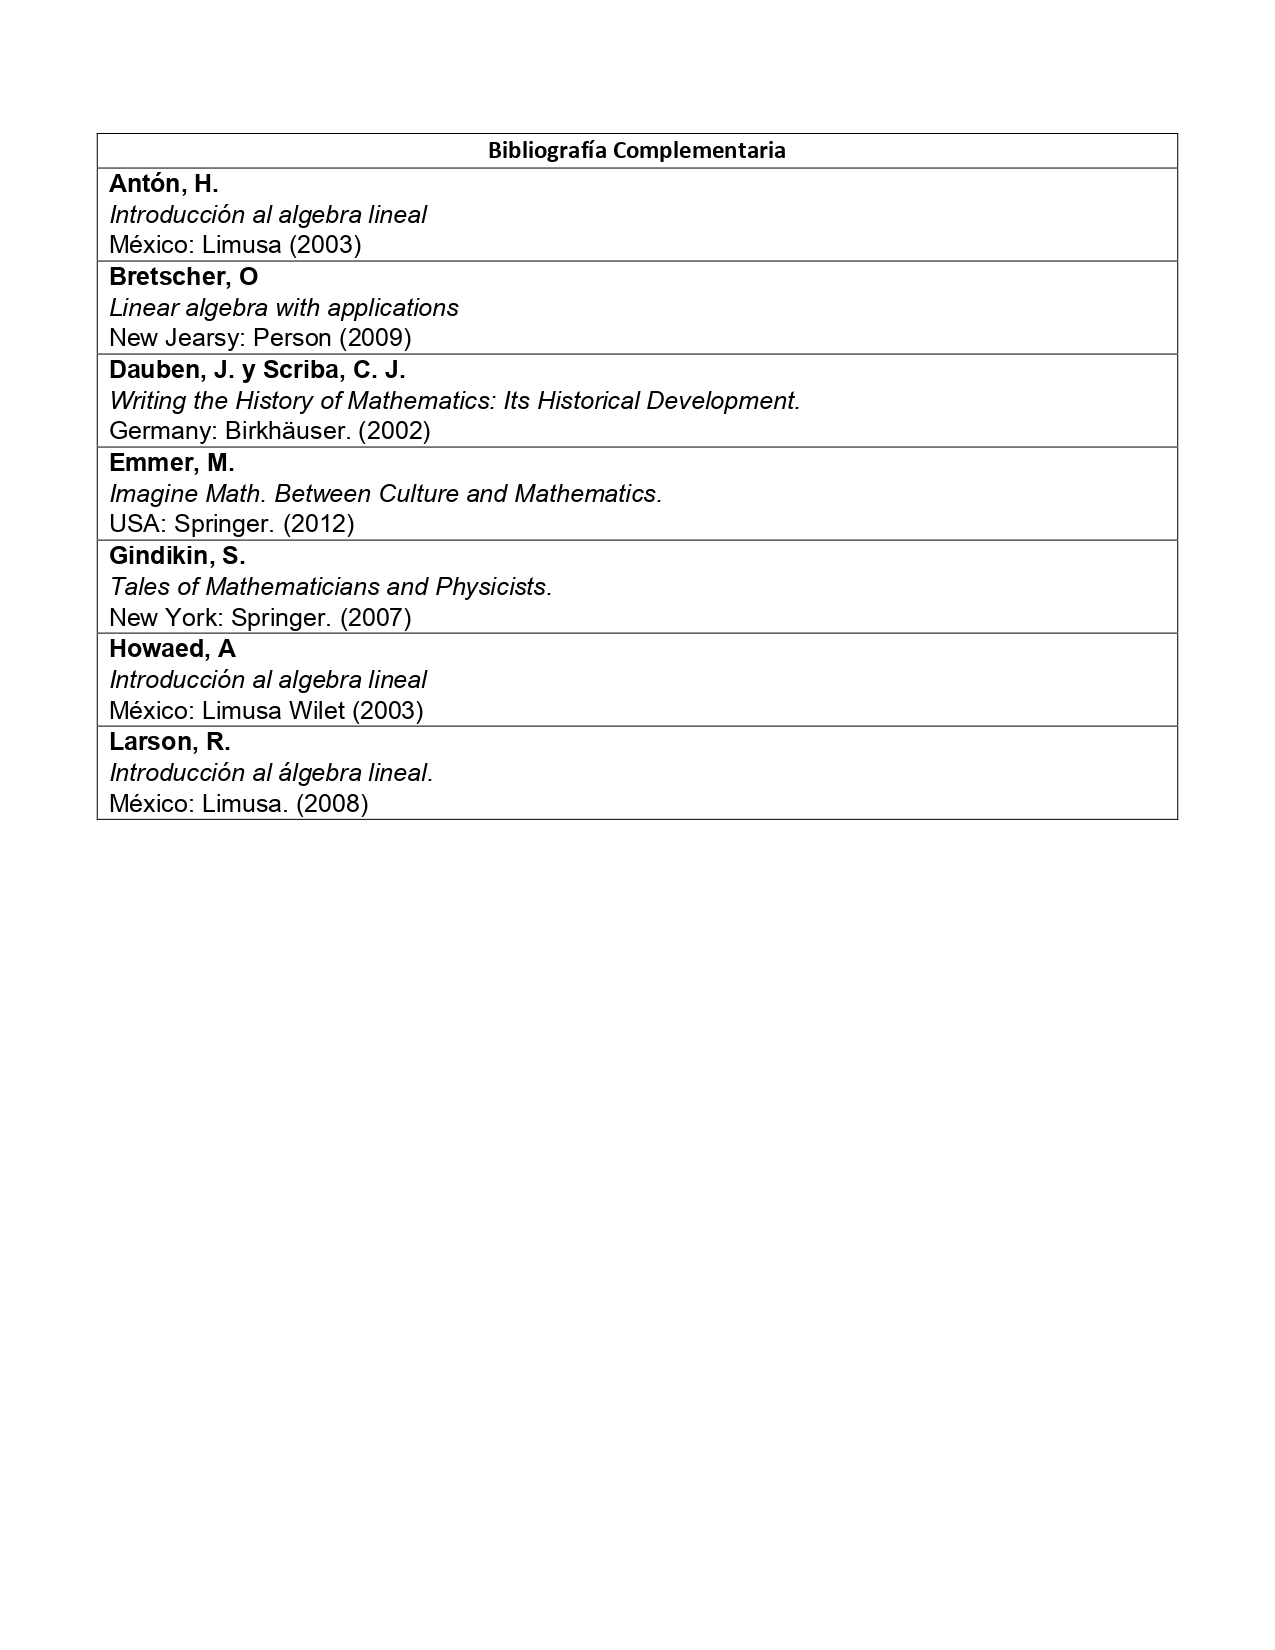 Bibliografía Complementaria
Antón, H.
Introducción al algebra lineal
México: Limusa (2003)
Bretscher, O
Linear algebra with applications
New Jearsy: Person (2009)
Dauben, J. y Scriba, C. J.
Writing the History of Mathematics: Its Historical Development.
Germany: Birkhäuser. (2002)
Emmer, M.
Imagine Math. Between Culture and Mathematics.
USA: Springer. (2012)
Gindikin, S.
Tales of Mathematicians and Physicists.
New York: Springer. (2007)
Howaed, A
Introducción al algebra lineal
México: Limusa Wilet (2003)
Larson, R.
Introducción al álgebra lineal.
México: Limusa. (2008)